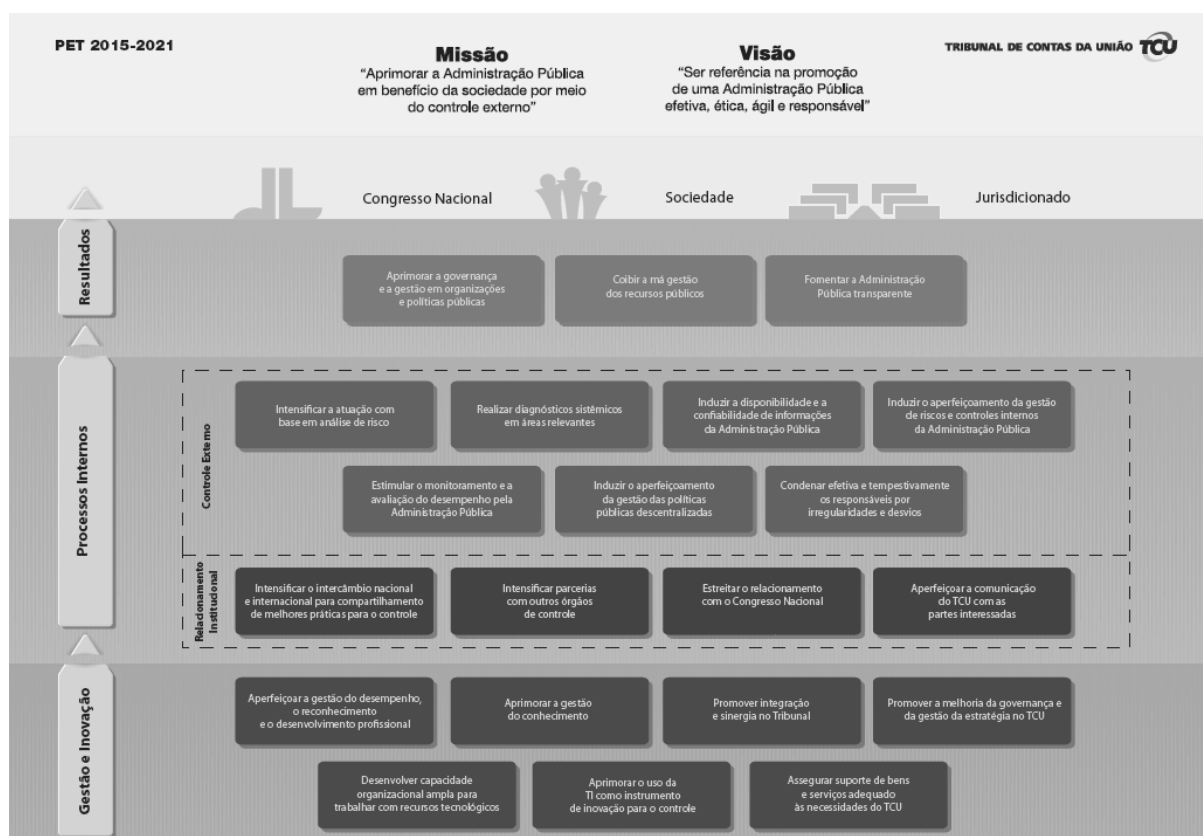 PET 2015-2021
Missão
“Aprimorar a Administração Pública
em benefício da sociedade por meio
do controle externo”
Visão
“Ser referência na promoção
de uma Administração Pública
efetiva, ética, ágil e responsável”
TRIBUNAL DE CONTAS DA UNIÃO TCU
Congresso Nacional
Sociedade
Jurisdicionado
Resultados
Aprimorar a governança
e a gestão em organizações
e políticas públicas
Coibir a má gestão
dos recursos públicos
Fomentar a Administração
Pública transparente
Processos Internos
Controle Externo
Intensificar a atuação com
base em análise de risco
Realizar diagnósticos sistêmicos
em áreas relevantes
Induzir a disponibilidade e a
confiabilidade de informações
da Administração Pública
Induzir o aperfeiçoamento da gestão
de riscos e controles internos
da Administração Pública
Estimular o monitoramento e a
avaliação do desempenho pela
Administração Pública
Induzir o aperfeiçoamento
da gestão das políticas
públicas descentralizadas
Condenar efetiva e tempestivamente
os responsáveis por
irregularidades e desvios
Relacionamento
Institucional
Intensificar o intercâmbio nacional
e internacional para compartilhamento
de melhores práticas para o controle
Intensificar parcerias
com outros órgãos
de controle
Estreitar o relacionamento
com o Congresso Nacional
Aperfeiçoar a comunicação
do TCU com as
partes interessadas
Gestão e Inovação
Aperfeiçoar a gestão do desempenho,
o reconhecimento
e o desenvolvimento profissional
Aprimorar a gestão
do conhecimento
Promover integração
e sinergia no Tribunal
Promover a melhoria da governança e
da gestão da estratégia no TCU
Desenvolver capacidade
organizacional ampla para
trabalhar com recursos tecnológicos
Aprimorar o uso da
TI como instrumento
de inovação para o controle
Assegurar suporte de bens
e serviços adequado
às necessidades do TCU